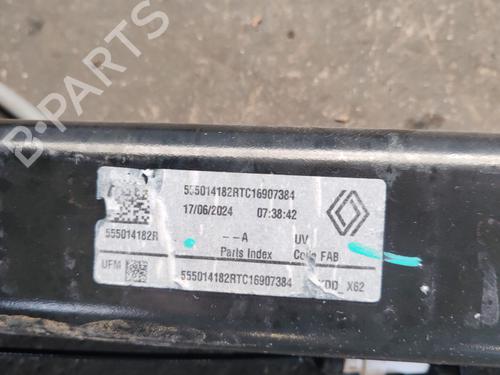 B-PARTS
555014182RTC16907384
17/06/2024 07:38:42
555014182R
--A
UV
Parts Index
Code FAB
UFM
555014182RTC16907384
X62